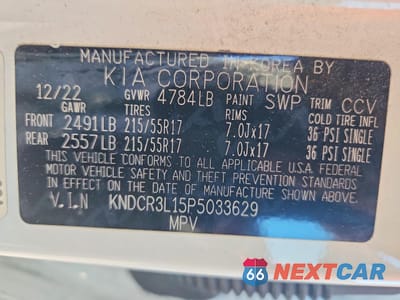 MANUFACTURED IN KOREA BY
KIA CORPORATION
12/22 GVWR 4784LB PAINT SWP TRIM CCV
GAWR TIRES RIMS COLD TIRE INFL
FRONT 2491LB 215/55R17 7.0Jx17 36 PSI SINGLE
REAR 2557LB 215/55R17 7.0Jx17 36 PSI SINGLE
THIS VEHICLE CONFORMS TO ALL APPLICABLE U.S.A. FEDERAL
MOTOR VEHICLE SAFETY AND THEFT PREVENTION STANDARDS
IN EFFECT ON THE DATE OF MANUFACTURE SHOWN ABOVE.
V.I.N KNDCR3L15P5033629
MPV
66 NEXTCAR